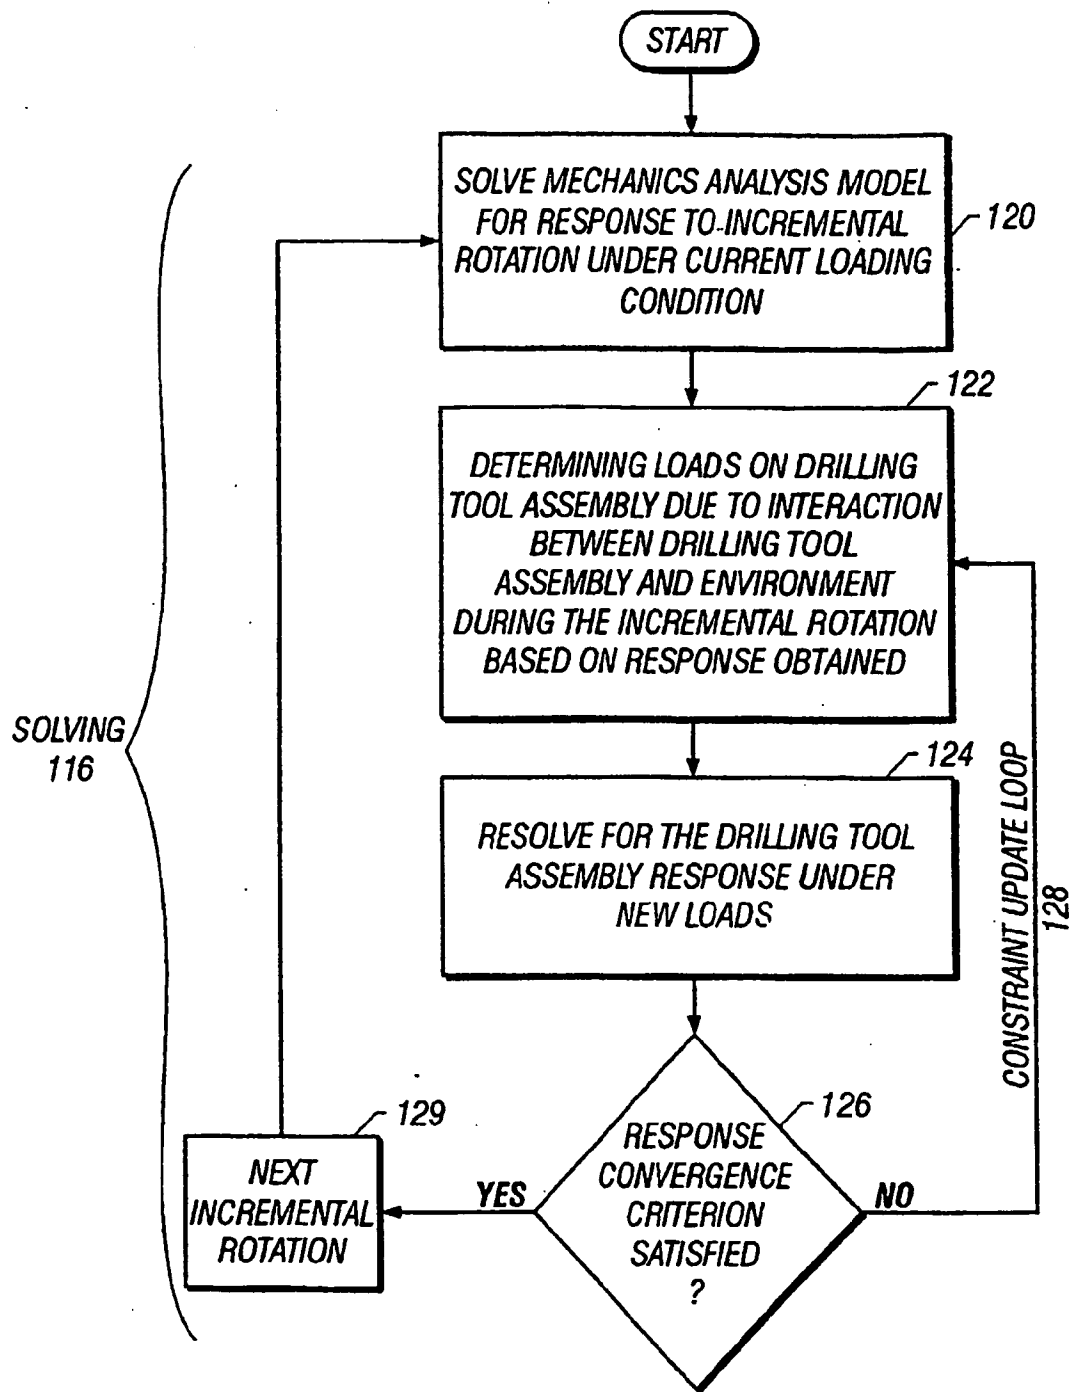 START
SOLVE MECHANICS ANALYSIS MODEL
FOR RESPONSE TO-INCREMENTAL
ROTATION UNDER CURRENT LOADING
CONDITION
120
122
DETERMINING LOADS ON DRILLING
TOOL ASSEMBLY DUE TO INTERACTION
BETWEEN DRILLING TOOL
ASSEMBLY AND ENVIRONMENT
DURING THE INCREMENTAL ROTATION
BASED ON RESPONSE OBTAINED
SOLVING
116
124
RESOLVE FOR THE DRILLING TOOL
ASSEMBLY RESPONSE UNDER
NEW LOADS
CONSTRAINT UPDATE LOOP
128
126
RESPONSE
CONVERGENCE
CRITERION
SATISFIED
?
YES
NO
129
NEXT
INCREMENTAL
ROTATION